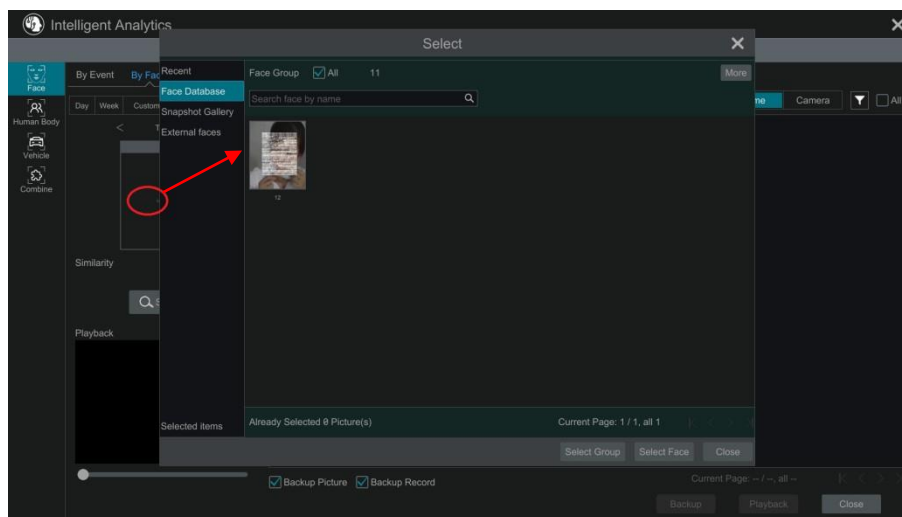 Intelligent Analytics
Select
Face
Human Body
Vehicle
Combine
By Event
Day Week
<
Similarity
Playback
Recent
Face Database
Snapshot Gallery
External faces
Selected items
Face Group All 11
More
Search face by name
12
Already Selected 0 Picture(s)
Current Page: 1 / 1, all 1
Select Group Select Face Close
Camera All
Backup Picture Backup Record
Current Page: -- / --, all --
Backup Playback Close